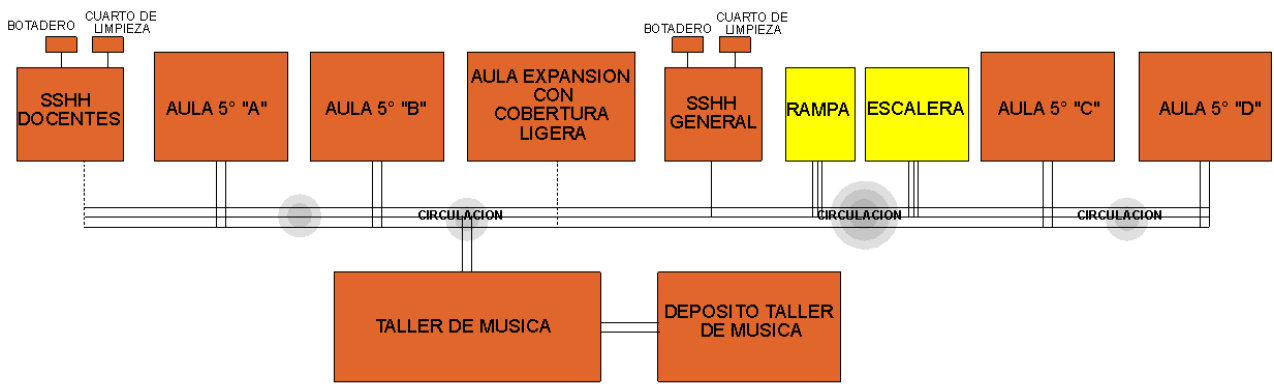 BOTADERO
CUARTO DE
LIMPIEZA
SSHH
DOCENTES
AULA 5° "A"
AULA 5° "B"
AULA EXPANSION
CON
COBERTURA
LIGERA
BOTADERO
CUARTO DE
LIMPIEZA
SSHH
GENERAL
RAMPA
ESCALERA
AULA 5° "C"
AULA 5° "D"
CIRCULACION
CIRCULACION
CIRCULACION
TALLER DE MUSICA
DEPOSITO TALLER
DE MUSICA